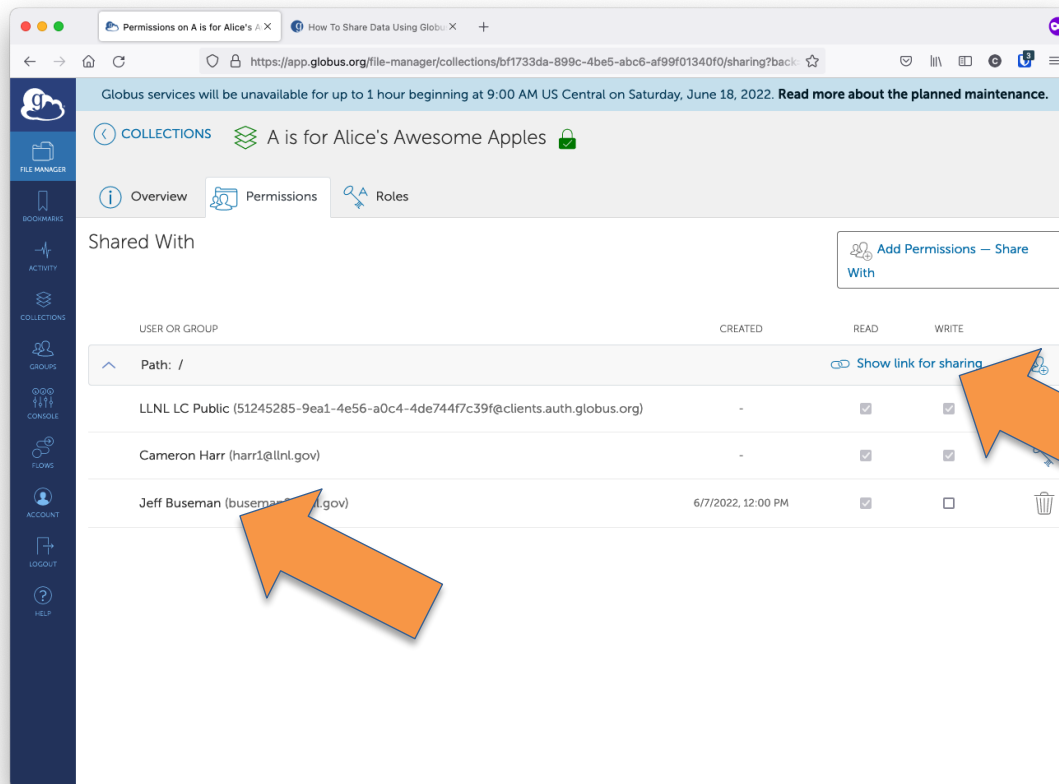 Permissions on A is for Alice's A
How To Share Data Using Globu
https://app.globus.org/file-manager/collections/bf1733da-899c-4be5-abc6-af99f01340f0/sharing?back
3
Globus services will be unavailable for up to 1 hour beginning at 9:00 AM US Central on Saturday, June 18, 2022. Read more about the planned maintenance.
COLLECTIONS A is for Alice's Awesome Apples
FILE MANAGER
Overview Permissions Roles
BOOKMARKS
Shared With
Add Permissions — Share
With
ACTIVITY
COLLECTIONS
USER OR GROUP CREATED READ WRITE
GROUPS
Path: / Show link for sharing
CONSOLE
LLNL LC Public (51245285-9ea1-4e56-a0c4-4de744f7c39f@clients.auth.globus.org) -
Cameron Harr (harr1@llnl.gov) -
FLOWS
Jeff Buseman 6/7/2022, 12:00 PM
ACCOUNT
LOGOUT
HELP